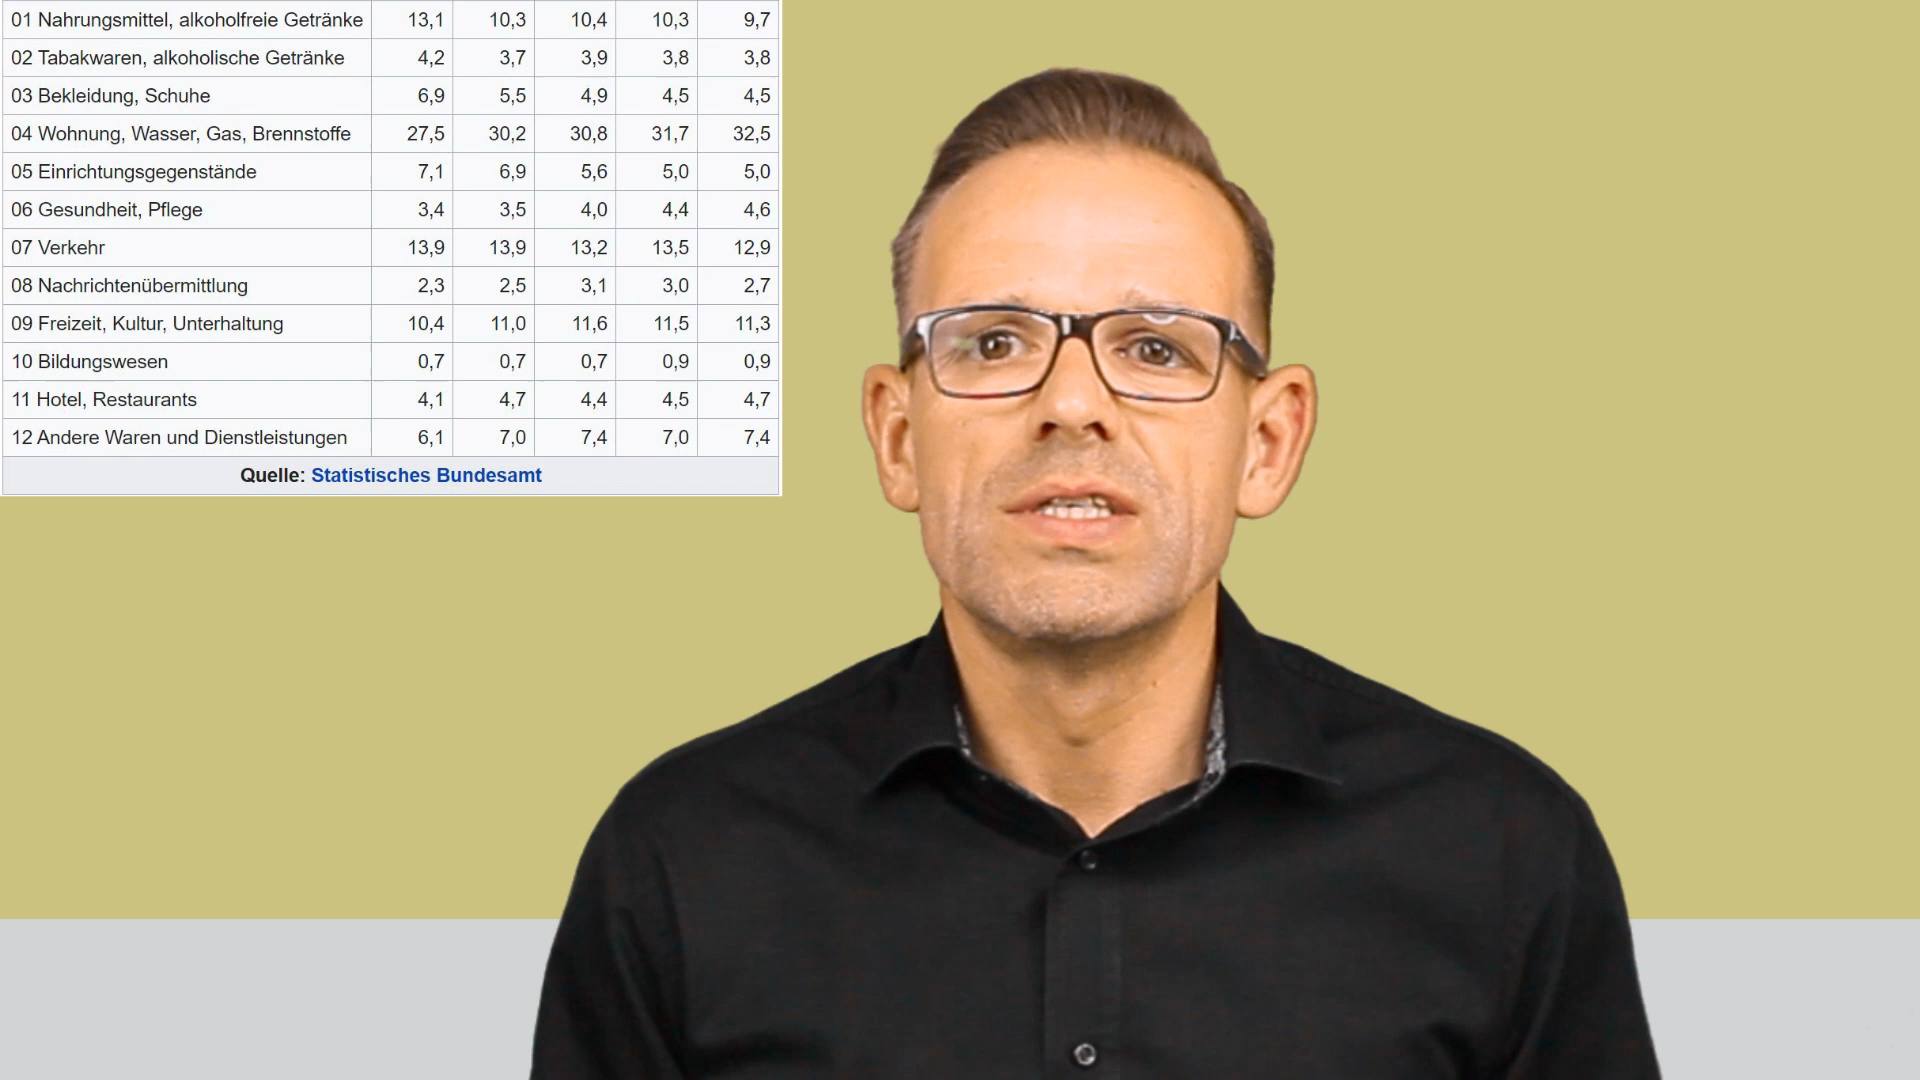 01 Nahrungsmittel, alkoholfreie Getränke 13,1 10,3 10,4 10,3 9,7
02 Tabakwaren, alkoholische Getränke 4,2 3,7 3,9 3,8 3,8
03 Bekleidung, Schuhe 6,9 5,5 4,9 4,5 4,5
04 Wohnung, Wasser, Gas, Brennstoffe 27,5 30,2 30,8 31,7 32,5
05 Einrichtungsgegenstände 7,1 6,9 5,6 5,0 5,0
06 Gesundheit, Pflege 3,4 3,5 4,0 4,4 4,6
07 Verkehr 13,9 13,9 13,2 13,5 12,9
08 Nachrichtenübermittlung 2,3 2,5 3,1 3,0 2,7
09 Freizeit, Kultur, Unterhaltung 10,4 11,0 11,6 11,5 11,3
10 Bildungswesen 0,7 0,7 0,7 0,9 0,9
11 Hotel, Restaurants 4,1 4,7 4,4 4,5 4,7
12 Andere Waren und Dienstleistungen 6,1 7,0 7,4 7,0 7,4
Quelle: Statistisches Bundesamt